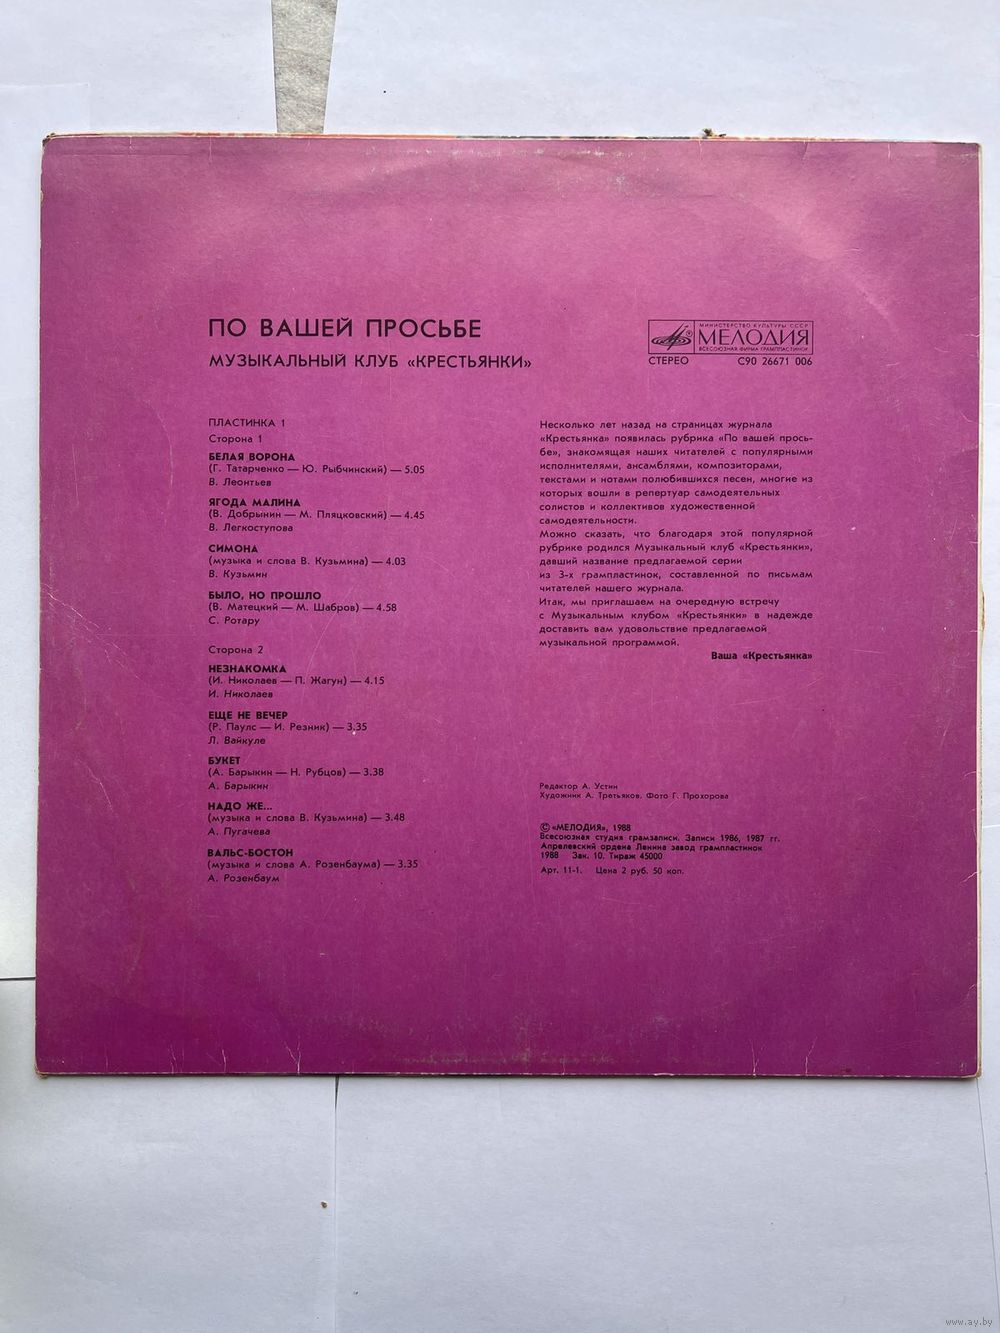 ПО ВАШЕЙ ПРОСЬБЕ
МУЗЫКАЛЬНЫЙ КЛУБ «КРЕСТЬЯНКИ»
МИНИСТЕРСТВО КУЛЬТУРЫ СССР
МЕЛОДИЯ
ВСЕСОЮЗНАЯ ФИРМА ГРАМПЛАСТИНОК
СТЕРЕО С90 26671 006
ПЛАСТИНКА 1
Сторона 1
БЕЛАЯ ВОРОНА
(Г. Татарченко — Ю. Рыбчинский) — 5.05
В. Леонтьев
ЯГОДА МАЛИНА
(В. Добрынин — М. Пляцковский) — 4.45
В. Легкоступова
СИМОНА
(музыка и слова В. Кузьмина) — 4.03
В. Кузьмин
БЫЛО, НО ПРОШЛО
(В. Матецкий — М. Шабров) — 4.58
С. Ротару
Сторона 2
НЕЗНАКОМКА
(И. Николаев — П. Жагун) — 4.15
И. Николаев
ЕЩЕ НЕ ВЕЧЕР
(Р. Паулс — И. Резник) — 3.35
Л. Вайкуле
БУКЕТ
(А. Барыкин — Н. Рубцов) — 3.38
А. Барыкин
НАДО ЖЕ...
(музыка и слова В. Кузьмина) — 3.48
А. Пугачева
ВАЛЬС-БОСТОН
(музыка и слова А. Розенбаума) — 3.35
А. Розенбаум
Несколько лет назад на страницах журнала
«Крестьянка» появилась рубрика «По вашей прось-
бе», знакомящая наших читателей с популярными
исполнителями, ансамблями, композиторами,
текстами и нотами полюбившихся песен, многие из
которых вошли в репертуар самодеятельных
солистов и коллективов художественной
самодеятельности.
Можно сказать, что благодаря этой популярной
рубрике родился Музыкальный клуб «Крестьянки»,
давший название предлагаемой серии
из 3-х грампластинок, составленной по письмам
читателей нашего журнала.
Итак, мы приглашаем на очередную встречу
с Музыкальным клубом «Крестьянки» в надежде
доставить вам удовольствие предлагаемой
музыкальной программой.
Ваша «Крестьянка»
Редактор А. Устин
Художник А. Третьяков. Фото Г. Прохорова
© «МЕЛОДИЯ», 1988
Всесоюзная студия грамзаписи. Записи 1986, 1987 гг.
Апрелевский ордена Ленина завод грампластинок
1988 Зак. 10. Тираж 45000
Арт. 11-1. Цена 2 руб. 50 коп.
www.ay.by